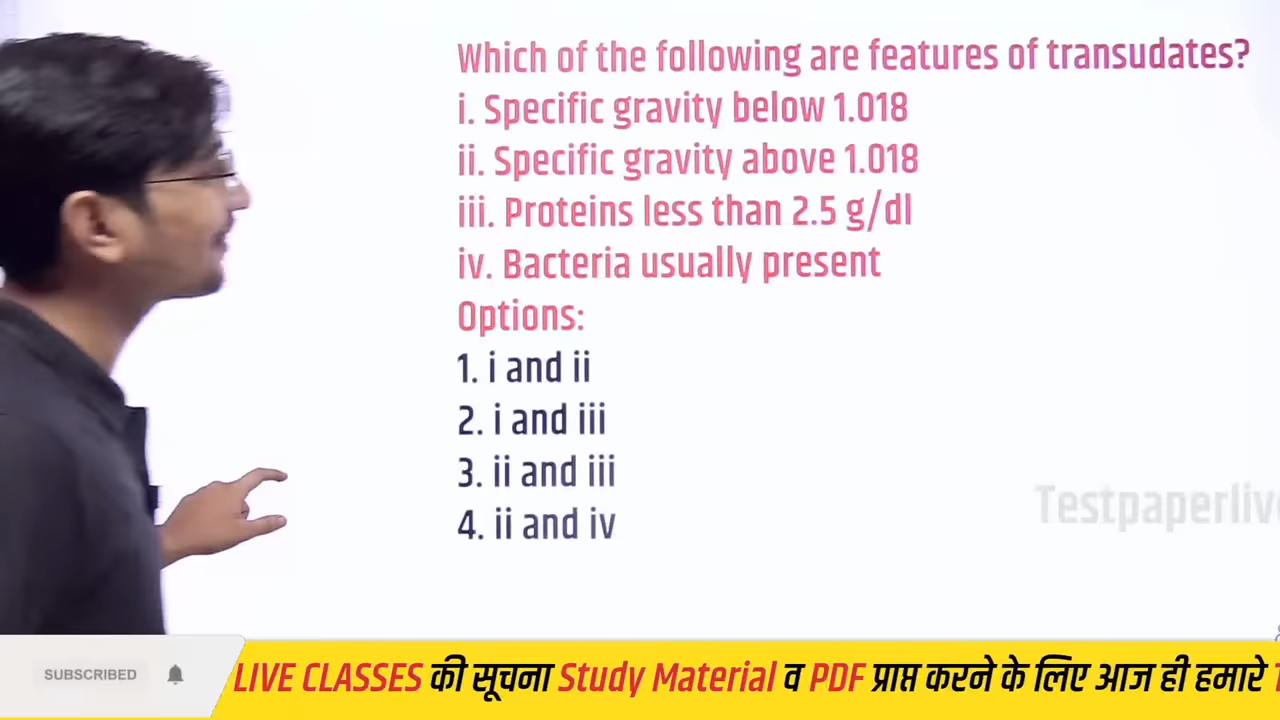 Which of the following are features of transudates?
i. Specific gravity below 1.018
ii. Specific gravity above 1.018
iii. Proteins less than 2.5 g/dl
iv. Bacteria usually present
Options:
1. i and ii
2. i and iii
3. ii and iii
4. ii and iv
Testpaperlive
SUBSCRIBED
LIVE CLASSES की सूचना Study Material व PDF प्राप्त करने के लिए आज ही हमारे